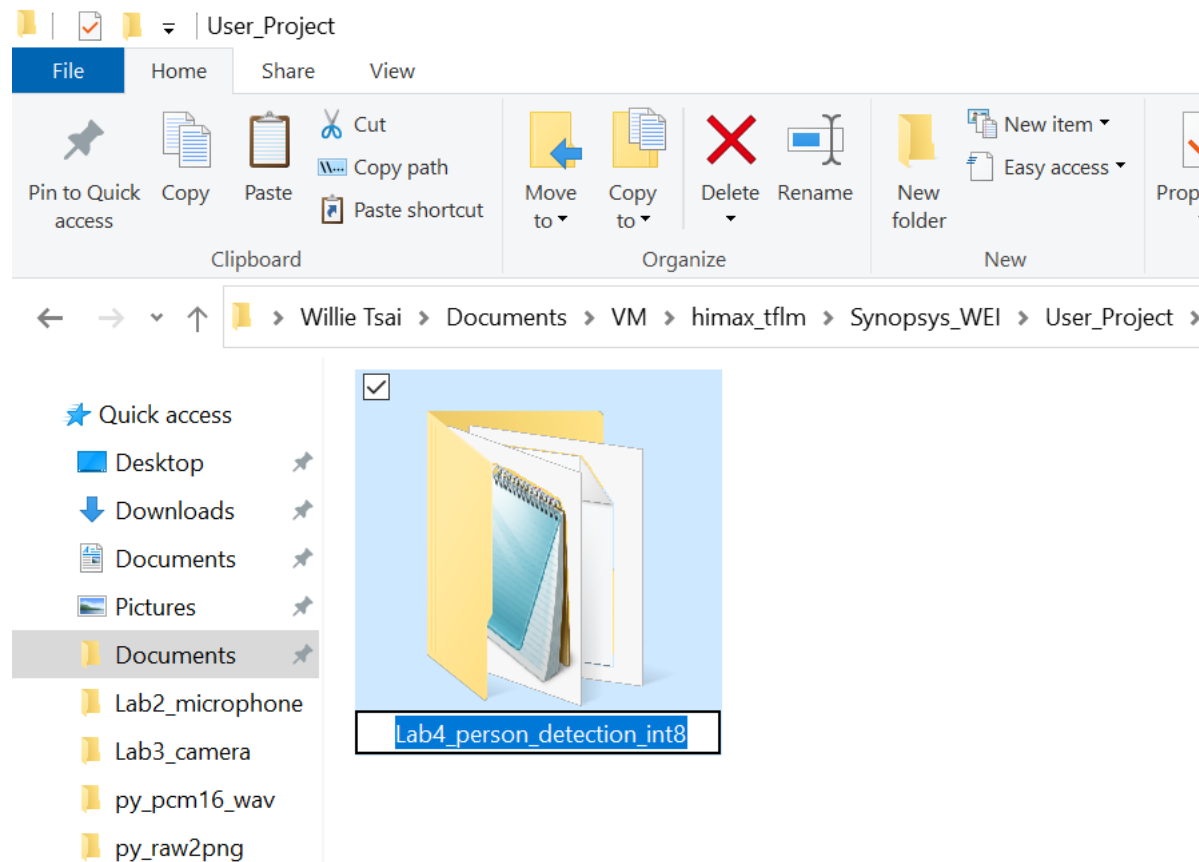 User_Project
File Home Share View
Pin to Quick access
Copy
Paste
Cut
Copy path
Paste shortcut
Clipboard
Move to
Copy to
Delete
Rename
Organize
New folder
New item
Easy access
New
Prop
Willie Tsai > Documents > VM > himax_tflm > Synopsys_WEI > User_Project >
Quick access
Desktop
Downloads
Documents
Pictures
Documents
Lab2_microphone
Lab3_camera
py_pcm16_wav
py_raw2png
Lab4_person_detection_int8